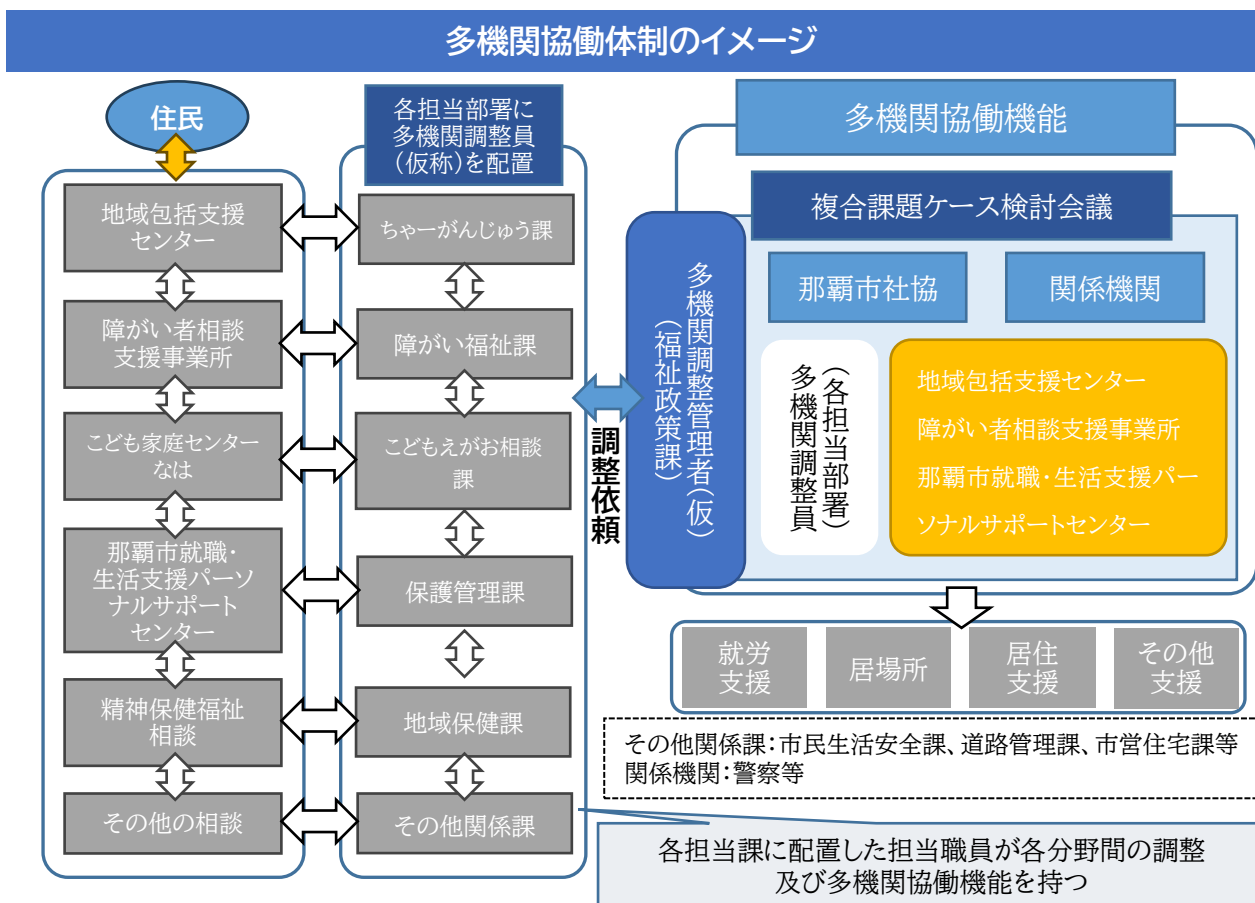 多機関協働体制のイメージ
住民
地域包括支援
センター
障がい者相談
支援事業所
こども家庭センター
なは
那覇市就職・
生活支援パーソ
ナルサポート
センター
精神保健福祉
相談
その他の相談
各担当部署に
多機関調整員
（仮称）を配置
ちゃーがんじゅう課
障がい福祉課
こどもえがお相談
課
保護管理課
地域保健課
その他関係課
調整依頼
多機関調整管理者（仮）
（福祉政策課）
多機関協働機能
複合課題ケース検討会議
那覇市社協
関係機関
（各担当部署）
多機関調整員
地域包括支援センター
障がい者相談支援事業所
那覇市就職・生活支援パー
ソナルサポートセンター
就労
支援
居場所
居住
支援
その他
支援
その他関係課：市民生活安全課、道路管理課、市営住宅課等
関係機関：警察等
各担当課に配置した担当職員が各分野間の調整
及び多機関協働機能を持つ